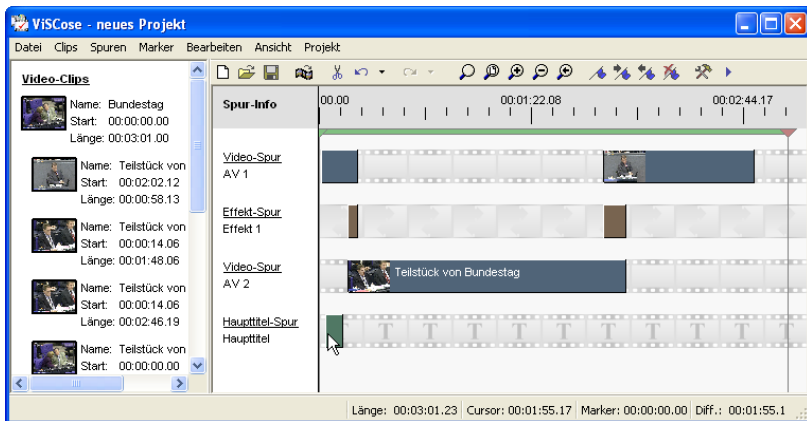 ViSCose - neues Projekt
Datei Clips Spuren Marker Bearbeiten Ansicht Projekt
Video-Clips
Name: Bundestag
Start: 00:00:00.00
Länge: 00:03:01.00
Name: Teilstück von
Start: 00:02:02.12
Länge: 00:00:58.13
Name: Teilstück von
Start: 00:00:14.06
Länge: 00:01:48.06
Name: Teilstück von
Start: 00:00:14.06
Länge: 00:02:46.19
Name: Teilstück von
Start: 00:00:00.00
Spur-Info
00.00 00:01:22.08 00:02:44.17
Video-Spur
AV 1
Effekt-Spur
Effekt 1
Video-Spur
AV 2
Teilstück von Bundestag
Haupttitel-Spur
Haupttitel
T T T T T T T T T
Länge: 00:03:01.23 Cursor: 00:01:55.17 Marker: 00:00:00.00 Diff.: 00:01:55.1